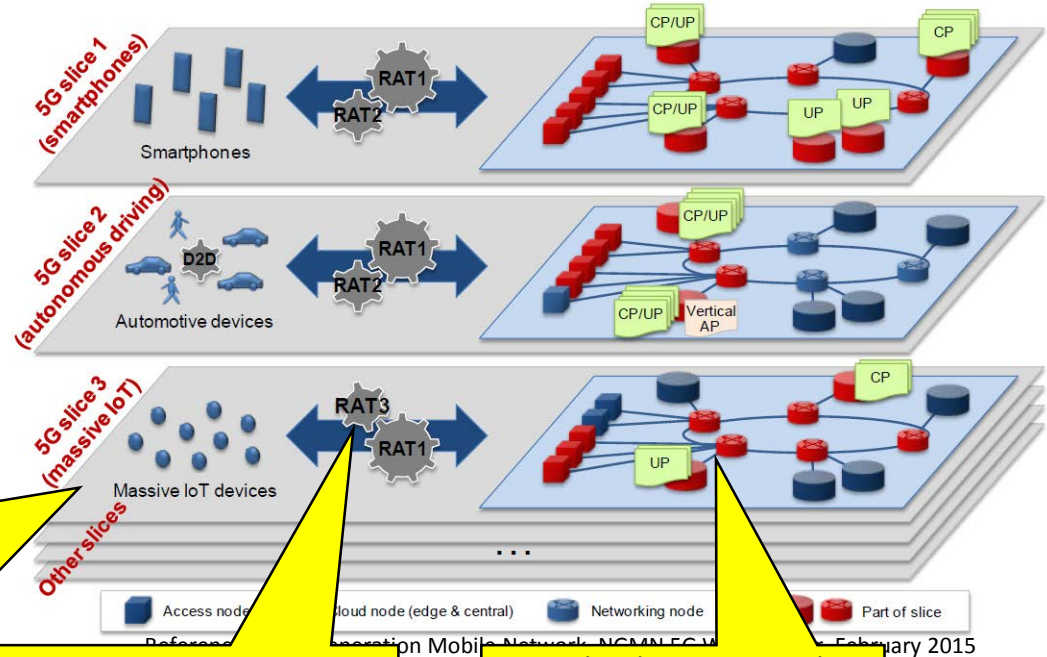 5G slice 1
(smartphones)
Smartphones
RAT1
RAT2
CP/UP
CP
CP/UP
UP
UP
5G slice 2
(autonomous driving)
D2D
Automotive devices
RAT1
RAT2
CP/UP
CP/UP
Vertical
AP
5G slice 3
(massive IoT)
Massive IoT devices
RAT3
RAT1
CP
UP
Other slices
. . .
Access node
Cloud node (edge & central)
Networking node
Part of slice
Mobile Network, NGMN 5G
February 2015